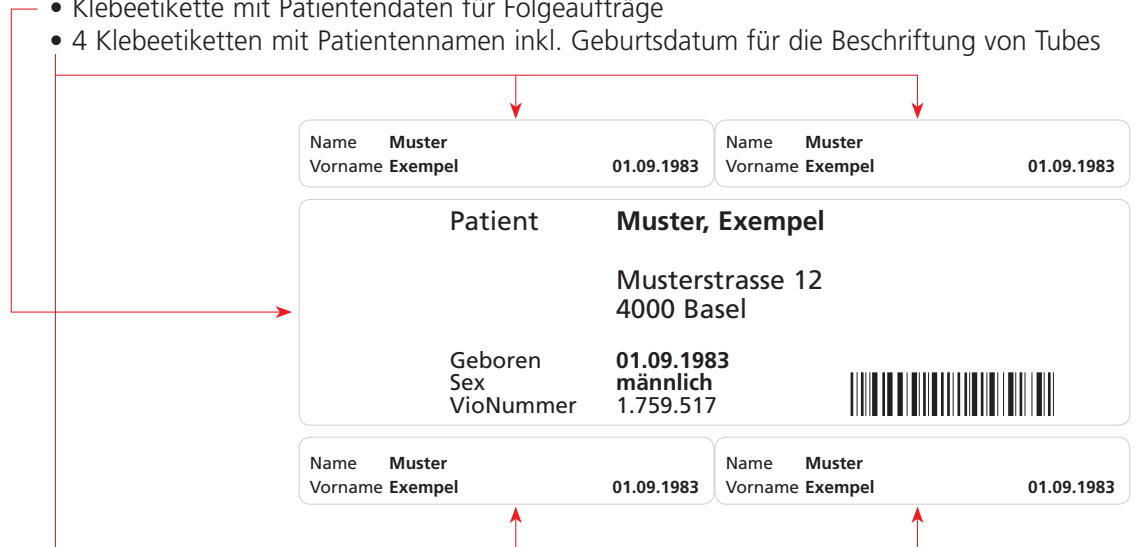 • Klebeetikette mit Patientendaten für Folgeaufträge
• 4 Klebeetiketten mit Patientennamen inkl. Geburtsdatum für die Beschriftung von Tubes
Name Muster
Vorname Exempel 01.09.1983
Name Muster
Vorname Exempel 01.09.1983
Patient Muster, Exempel
Musterstrasse 12
4000 Basel
Geboren 01.09.1983
Sex männlich
VioNummer 1.759.517
Name Muster
Vorname Exempel 01.09.1983
Name Muster
Vorname Exempel 01.09.1983